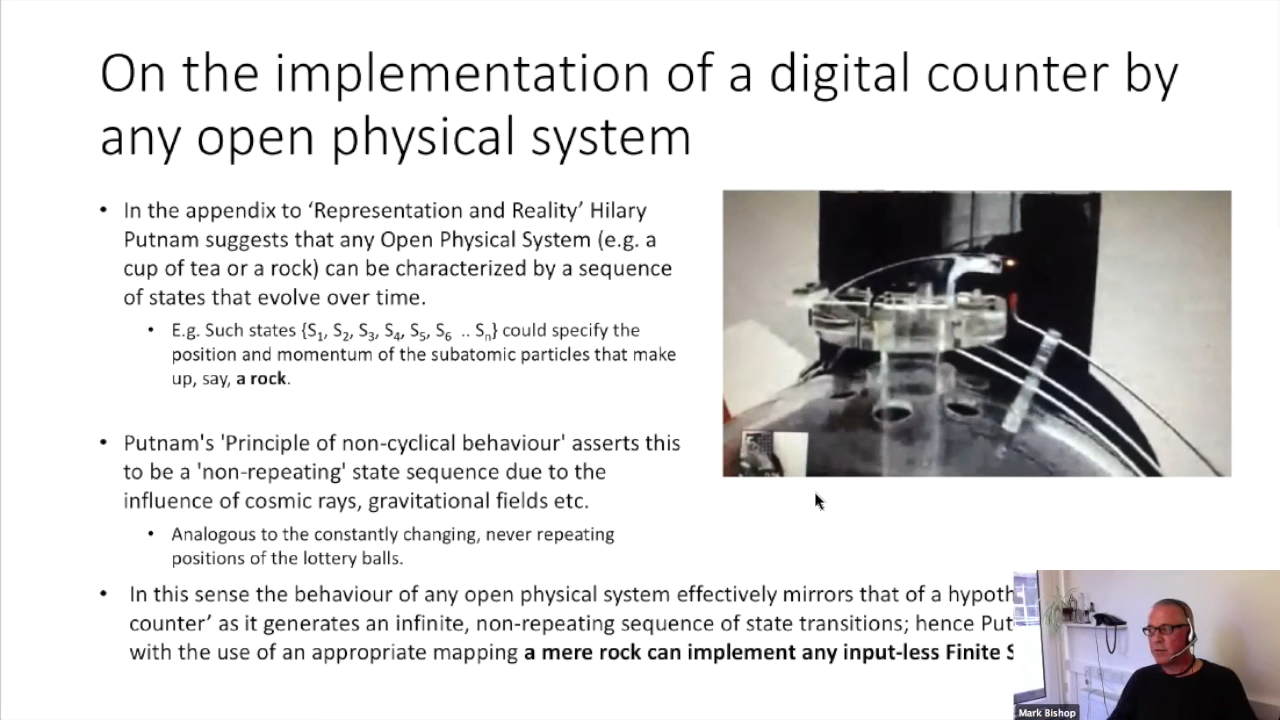 On the implementation of a digital counter by
any open physical system
• In the appendix to ‘Representation and Reality’ Hilary
Putnam suggests that any Open Physical System (e.g. a
cup of tea or a rock) can be characterized by a sequence
of states that evolve over time.
• E.g. Such states {S1, S2, S3, S4, S5, S6 .. Sn} could specify the
position and momentum of the subatomic particles that make
up, say, a rock.
• Putnam's 'Principle of non-cyclical behaviour' asserts this
to be a 'non-repeating' state sequence due to the
influence of cosmic rays, gravitational fields etc.
• Analogous to the constantly changing, never repeating
positions of the lottery balls.
• In this sense the behaviour of any open physical system effectively mirrors that of a hypoth
counter’ as it generates an infinite, non-repeating sequence of state transitions; hence Put
with the use of an appropriate mapping a mere rock can implement any input-less Finite S
Mark Bishop